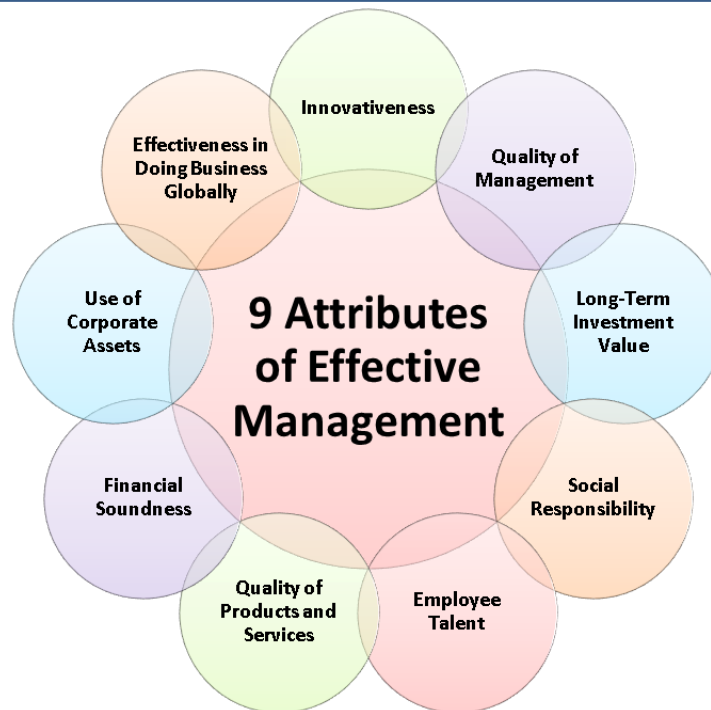 Innovativeness
Quality of
Management
Long-Term
Investment
Value
Social
Responsibility
Employee
Talent
Quality of
Products and
Services
Financial
Soundness
Use of
Corporate
Assets
Effectiveness in
Doing Business
Globally
9 Attributes
of Effective
Management